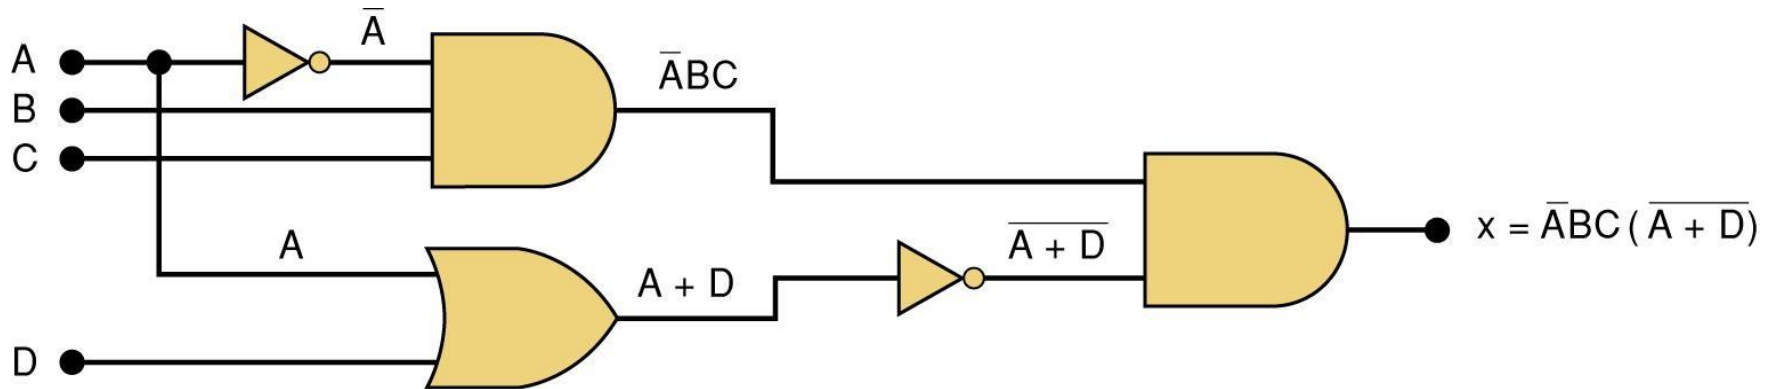 A
A̅
A̅BC
B
C
x = A̅BC ( A̅ ̅+̅ ̅D̅ )
A
A + D
A̅ ̅+̅ ̅D̅
D